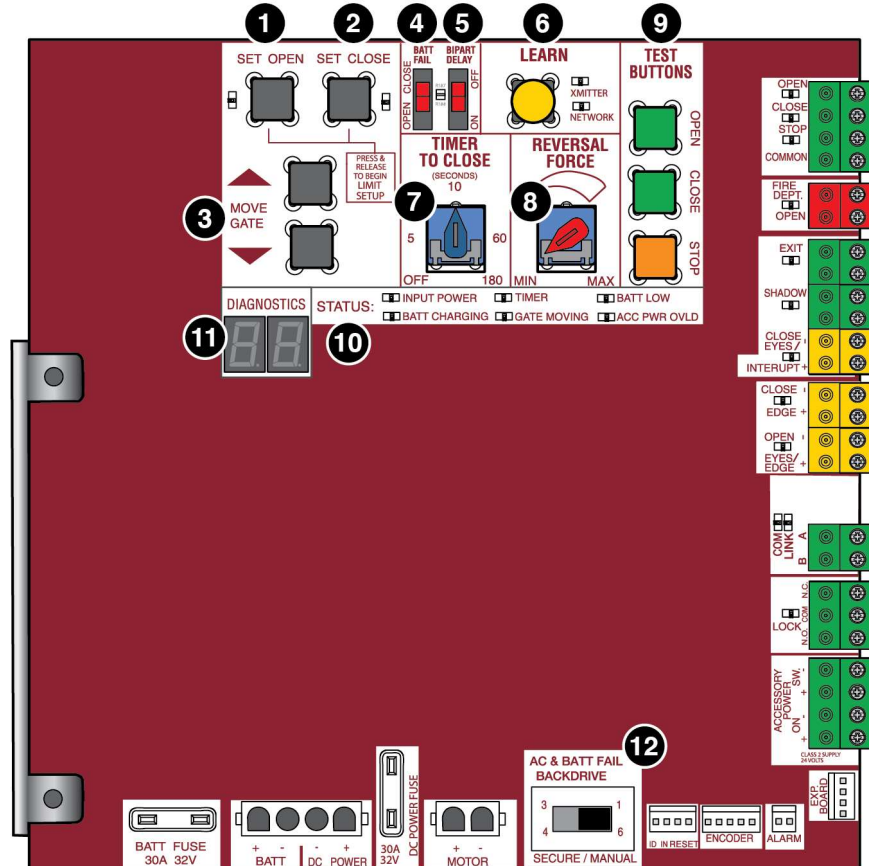 1
2
4
5
6
9
SET OPEN
SET CLOSE
BATT
FAIL
OPEN CLOSE
BIPART
DELAY
ON OFF
LEARN
XMITTER
NETWORK
TEST
BUTTONS
OPEN
CLOSE
STOP
PRESS &
RELEASE
TO BEGIN
LIMIT
SETUP
3
MOVE
GATE
TIMER
TO CLOSE
(SECONDS)
10
7
5
60
OFF
180
REVERSAL
FORCE
8
MIN
MAX
DIAGNOSTICS
11
88
STATUS:
INPUT POWER
TIMER
BATT LOW
BATT CHARGING
GATE MOVING
ACC PWR OVLD
10
OPEN
CLOSE
STOP
COMMON
FIRE
DEPT.
OPEN
EXIT
SHADOW
CLOSE
EYES/ -
INTERUPT +
CLOSE -
EDGE +
OPEN -
EYES/ +
EDGE
COM
LINK
A
B
LOCK
N.C.
COM
N.O.
ACCESSORY
POWER
ON SW.
-
+
-
+
CLASS 2 SUPPLY
24 VOLTS
EXP.
BOARD
12
AC & BATT FAIL
BACKDRIVE
3
1
4
6
SECURE / MANUAL
BATT FUSE
30A 32V
+ -
BATT
- +
DC POWER
30A
32V
DC POWER FUSE
+ -
MOTOR
ID IN RESET
ENCODER
ALARM